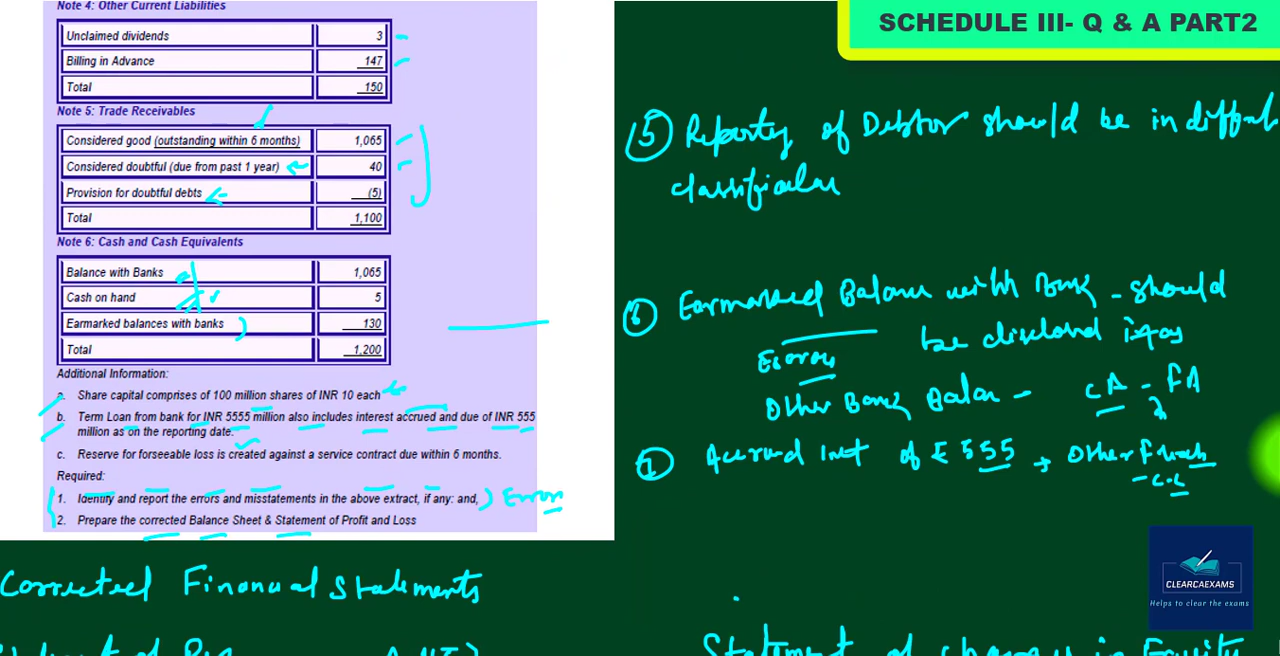 SCHEDULE III- Q & A PART2
Note 4: Other Current Liabilities
Unclaimed dividends 3
Billing in Advance 147
Total 150
Note 5: Trade Receivables
Considered good (outstanding within 6 months) 1,065
Considered doubtful (due from past 1 year) 40
Provision for doubtful debts (5)
Total 1,100
Note 6: Cash and Cash Equivalents
Balance with Banks 1,065
Cash on hand 5
Earmarked balances with banks 130
Total 1,200
Additional Information:
a. Share capital comprises of 100 million shares of INR 10 each
b. Term Loan from bank for INR 5555 million also includes interest accrued and due of INR 555
million as on the reporting date.
c. Reserve for forseeable loss is created against a service contract due within 6 months.
Required:
1. Identify and report the errors and misstatements in the above extract, if any: and, Error
2. Prepare the corrected Balance Sheet & Statement of Profit and Loss
5 Reporty of Debtor should be in
6 Earmarked Balance with Bank - should
be disclosed
Other Bank Balan - CA - FA
7 Accrued Inst of 555 → Other
- C.L
Corrected Financial Statements
Statement of changes in Equity
CLEARCAEXAMS
Helps to clear the exams